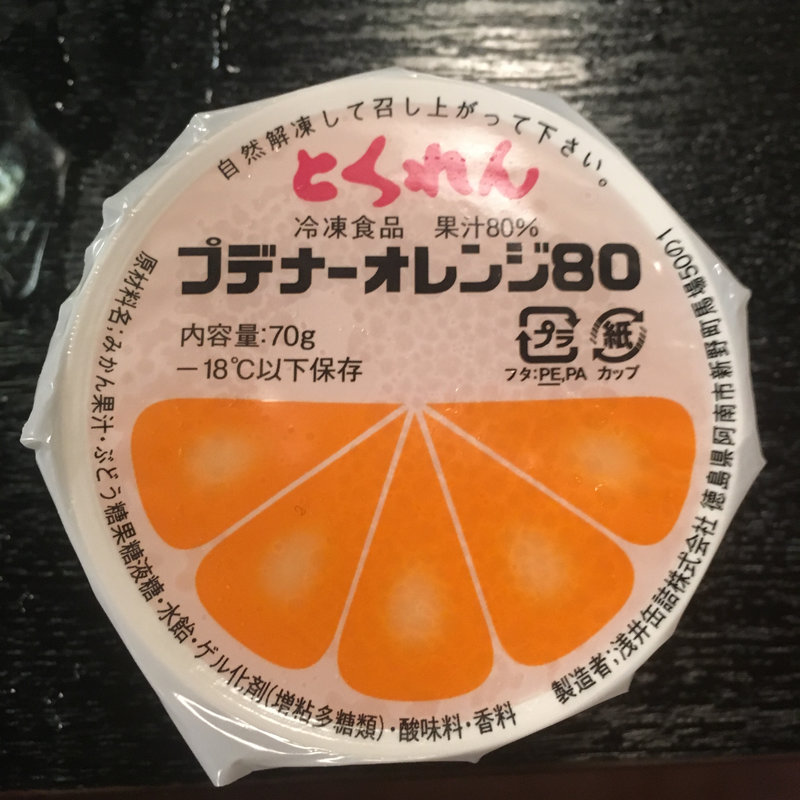 自然解凍して召し上がって下さい。
とくれん
冷凍食品 果汁80%
プデナーオレンジ80
内容量:70g
−18℃以下保存
プラ
フタ:PE,PA
紙
カップ
原材料名;みかん果汁・ぶどう糖果糖液糖・水飴・ゲル化剤(増粘多糖類)・酸味料・香料
製造者;浅井缶詰株式会社 徳島県阿南市新野町馬場50の1